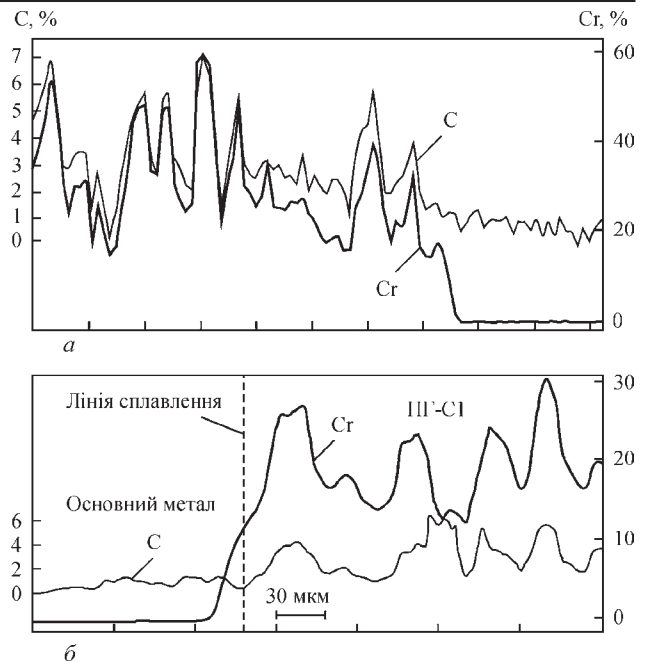 C, % Cr, %
7
6
5
4
3
2
1
0
60
40
20
0
C
Cr
а
30
20
10
0
Лінія сплавлення
Cr
ПГ-С1
Основний метал
C
6
4
2
0
30 мкм
б